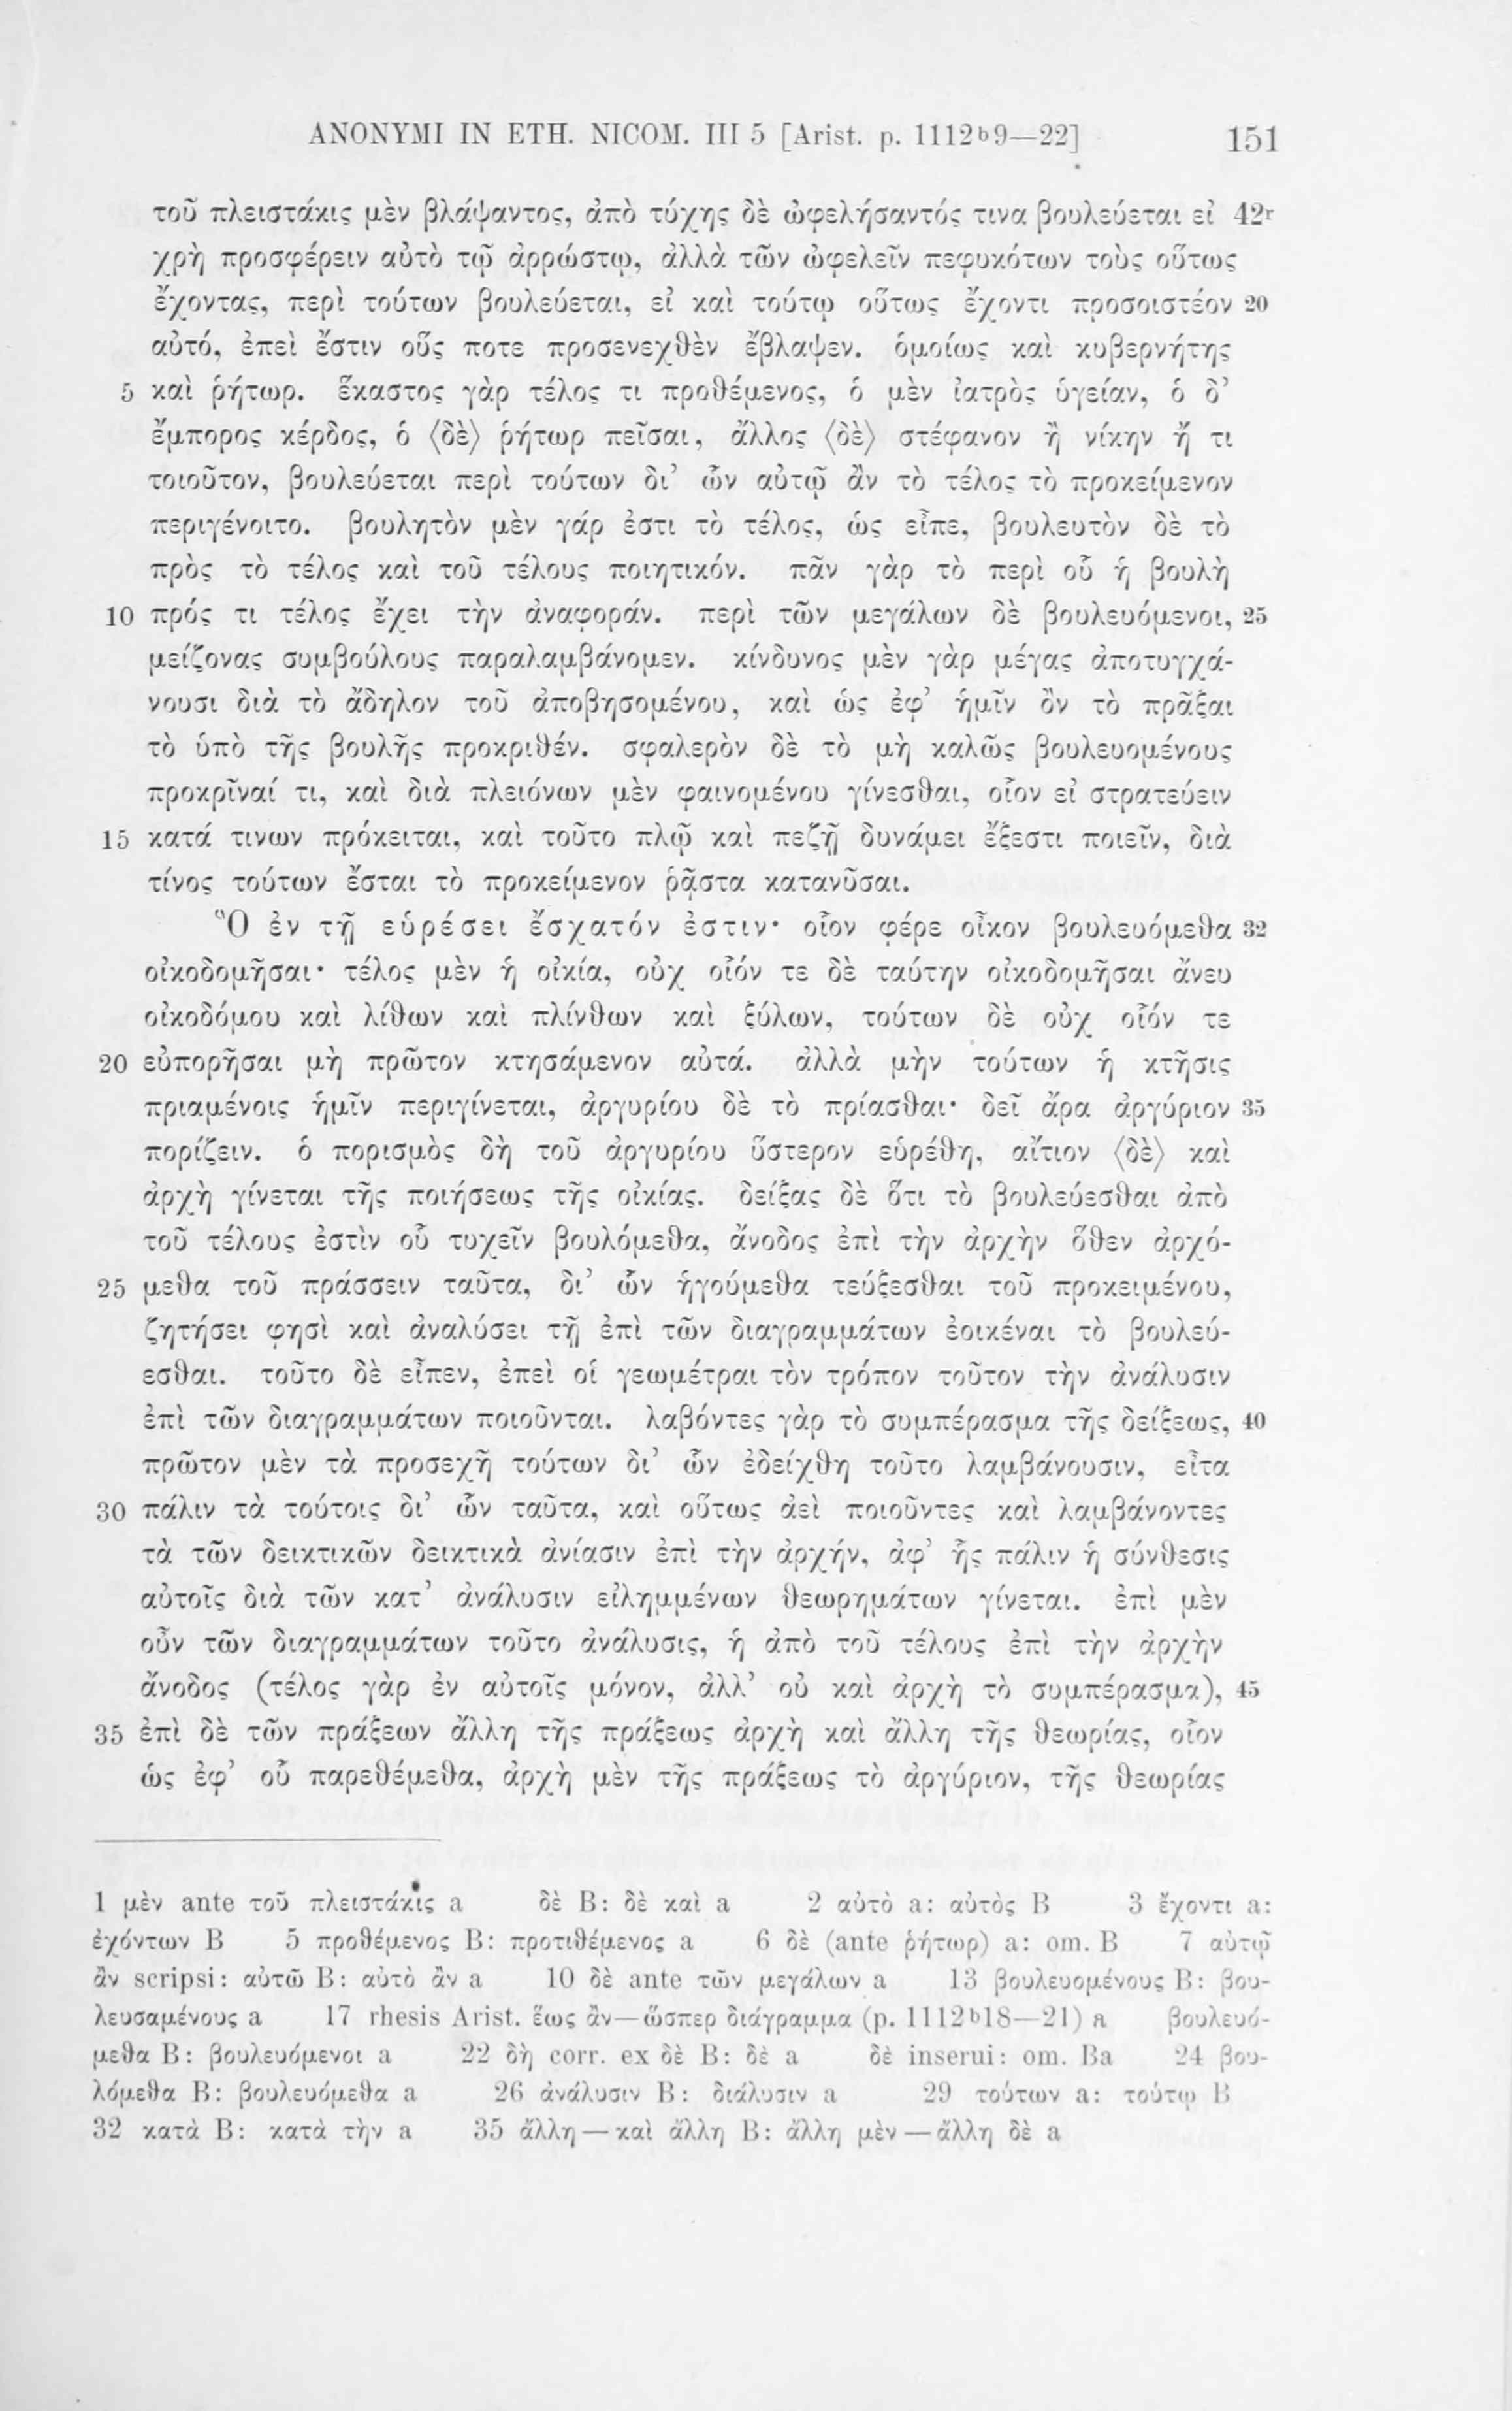 ANONYMI IN ETH. NICOM. III 5 [Arist. p. 1112b9—22] 151
τοῦ πλειστάκις μὲν βλάψαντος, ἀπὸ τύχης δὲ ὠφελήσαντός τινα βουλεύεται εἰ 42r
χρὴ προσφέρειν αὐτὸ τῷ ἀρρώστῳ, ἀλλὰ τῶν ὠφελεῖν πεφυκότων τοὺς οὕτως
ἔχοντας, περὶ τούτων βουλεύεται, εἰ καὶ τούτῳ οὕτως ἔχοντι προσοιστέον 20
αὐτό, ἐπεὶ ἔστιν οὕς ποτε προσενεχθὲν ἔβλαψεν. ὁμοίως καὶ κυβερνήτης
5 καὶ ῥήτωρ. ἕκαστος γὰρ τέλος τι προθέμενος, ὁ μὲν ἰατρὸς ὑγείαν, ὁ δ’
ἔμπορος κέρδος, ὁ ⟨δὲ⟩ ῥήτωρ πεῖσαι, ἄλλος ⟨δὲ⟩ στέφανον ἢ νίκην ἤ τι
τοιοῦτον, βουλεύεται περὶ τούτων δι’ ὧν αὐτῷ ἂν τὸ τέλος τὸ προκείμενον
περιγένοιτο. βουλητὸν μὲν γάρ ἐστι τὸ τέλος, ὡς εἶπε, βουλευτὸν δὲ τὸ
πρὸς τὸ τέλος καὶ τοῦ τέλους ποιητικόν. πᾶν γὰρ τὸ περὶ οὗ ἡ βουλὴ
10 πρός τι τέλος ἔχει τὴν ἀναφοράν. περὶ τῶν μεγάλων δὲ βουλευόμενοι, 25
μείζονας συμβούλους παραλαμβάνομεν. κίνδυνος μὲν γὰρ μέγας ἀποτυγχά-
νουσι διὰ τὸ ἄδηλον τοῦ ἀποβησομένου, καὶ ὡς ἐφ’ ἡμῖν ὂν τὸ πρᾶξαι
τὸ ὑπὸ τῆς βουλῆς προκριθέν. σφαλερὸν δὲ τὸ μὴ καλῶς βουλευομένους
προκρῖναί τι, καὶ διὰ πλειόνων μὲν φαινομένου γίνεσθαι, οἷον εἰ στρατεύειν
15 κατά τινων πρόκειται, καὶ τοῦτο πλῷ καὶ πεζῇ δυνάμει ἔξεστι ποιεῖν, διὰ
τίνος τούτων ἔσται τὸ προκείμενον ῥᾷστα κατανῦσαι.
Ὃ ἐν τῇ εὑρέσει ἔσχατόν ἐστιν· οἷον φέρε οἶκον βουλευόμεθα 32
οἰκοδομῆσαι· τέλος μὲν ἡ οἰκία, οὐχ οἷόν τε δὲ ταύτην οἰκοδομῆσαι ἄνευ
οἰκοδόμου καὶ λίθων καὶ πλίνθων καὶ ξύλων, τούτων δὲ οὐχ οἷόν τε
20 εὐπορῆσαι μὴ πρῶτον κτησάμενον αὐτά. ἀλλὰ μὴν τούτων ἡ κτῆσις
πριαμένοις ἡμῖν περιγίνεται, ἀργυρίου δὲ τὸ πρίασθαι· δεῖ ἄρα ἀργύριον 35
πορίζειν. ὁ πορισμὸς δὴ τοῦ ἀργυρίου ὕστερον εὑρέθη, αἴτιον ⟨δὲ⟩ καὶ
ἀρχὴ γίνεται τῆς ποιήσεως τῆς οἰκίας. δείξας δὲ ὅτι τὸ βουλεύεσθαι ἀπὸ
τοῦ τέλους ἐστὶν οὗ τυχεῖν βουλόμεθα, ἄνοδος ἐπὶ τὴν ἀρχὴν ὅθεν ἀρχό-
25 μεθα τοῦ πράσσειν ταῦτα, δι’ ὧν ἡγούμεθα τεύξεσθαι τοῦ προκειμένου,
ζητήσει φησὶ καὶ ἀναλύσει τῇ ἐπὶ τῶν διαγραμμάτων ἐοικέναι τὸ βουλεύ-
εσθαι. τοῦτο δὲ εἶπεν, ἐπεὶ οἱ γεωμέτραι τὸν τρόπον τοῦτον τὴν ἀνάλυσιν
ἐπὶ τῶν διαγραμμάτων ποιοῦνται. λαβόντες γὰρ τὸ συμπέρασμα τῆς δείξεως, 40
πρῶτον μὲν τὰ προσεχῆ τούτων δι’ ὧν ἐδείχθη τοῦτο λαμβάνουσιν, εἶτα
30 πάλιν τὰ τούτοις δι’ ὧν ταῦτα, καὶ οὕτως ἀεὶ ποιοῦντες καὶ λαμβάνοντες
τὰ τῶν δεικτικῶν δεικτικὰ ἀνίασιν ἐπὶ τὴν ἀρχήν, ἀφ’ ἧς πάλιν ἡ σύνθεσις
αὐτοῖς διὰ τῶν κατ’ ἀνάλυσιν εἰλημμένων θεωρημάτων γίνεται. ἐπὶ μὲν
οὖν τῶν διαγραμμάτων τοῦτο ἀνάλυσις, ἡ ἀπὸ τοῦ τέλους ἐπὶ τὴν ἀρχὴν
ἄνοδος (τέλος γὰρ ἐν αὐτοῖς μόνον, ἀλλ’ οὐ καὶ ἀρχὴ τὸ συμπέρασμα), 45
35 ἐπὶ δὲ τῶν πράξεων ἄλλη τῆς πράξεως ἀρχὴ καὶ ἄλλη τῆς θεωρίας, οἷον
ὡς ἐφ’ οὗ παρεθέμεθα, ἀρχὴ μὲν τῆς πράξεως τὸ ἀργύριον, τῆς θεωρίας
1 μὲν ante τοῦ πλειστάκις a δὲ B: δὲ καὶ a 2 αὐτὸ a: αὐτὸς B 3 ἔχοντι a:
ἐχόντων B 5 προθέμενος B: προτιθέμενος a 6 δὲ (ante ῥήτωρ) a: om. B 7 αὐτῷ
ἂν scripsi: αὐτῶ B: αὐτὸ ἂν a 10 δὲ ante τῶν μεγάλων a 13 βουλευομένους B: βου-
λευσαμένους a 17 rhesis Arist. ἕως ἂν—ὥσπερ διάγραμμα (p. 1112b18—21) a βουλευό-
μεθα B: βουλευόμενοι a 22 δὴ corr. ex δὲ B: δὲ a δὲ inserui: om. Ba 24 βου-
λόμεθα B: βουλευόμεθα a 26 ἀνάλυσιν B: διάλυσιν a 29 τούτων a: τούτῳ B
32 κατὰ B: κατὰ τὴν a 35 ἄλλη — καὶ ἄλλη B: ἄλλη μὲν — ἄλλη δὲ a